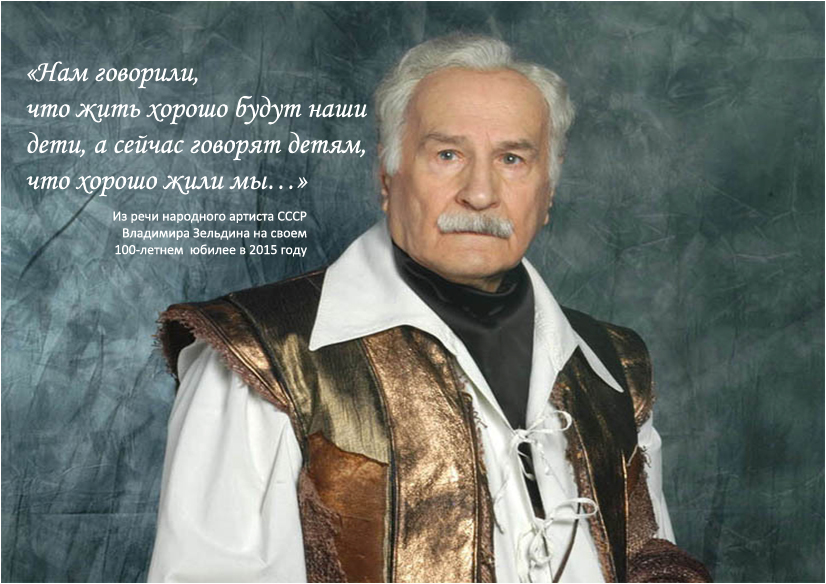 «Нам говорили,
что жить хорошо будут наши
дети, а сейчас говорят детям,
что хорошо жили мы…»
Из речи народного артиста СССР
Владимира Зельдина на своем
100-летнем юбилее в 2015 году